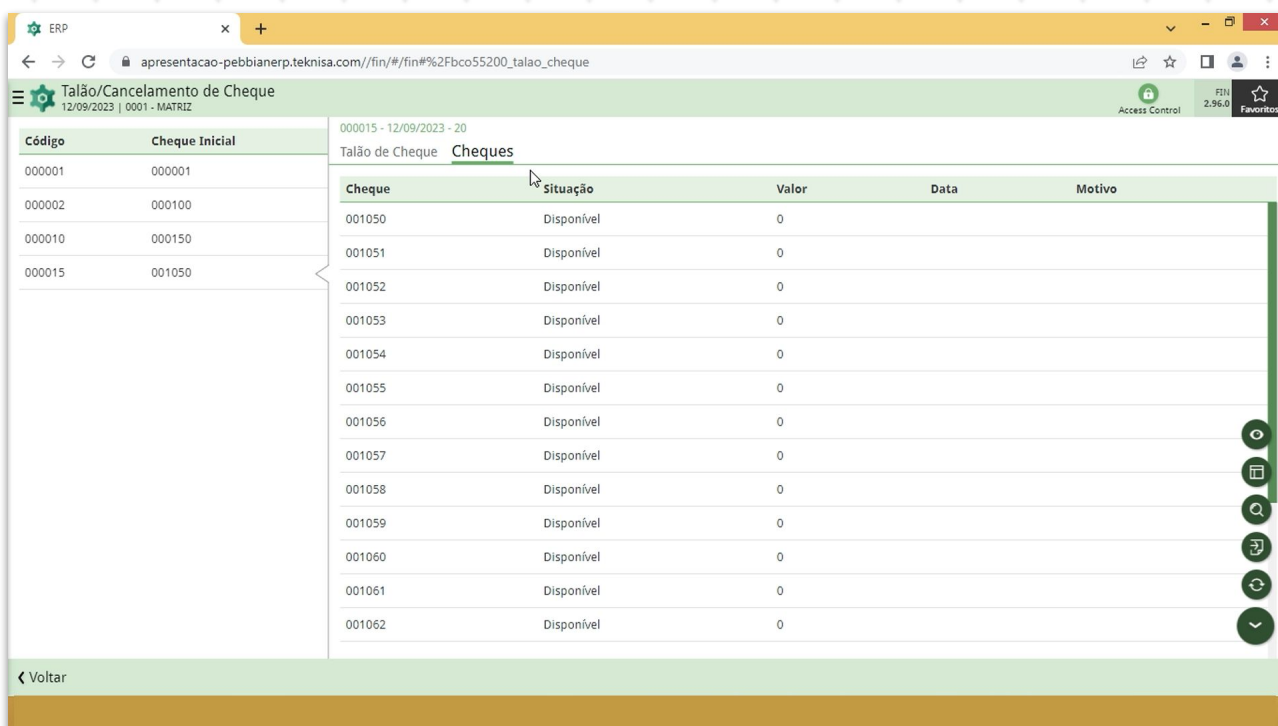 ERP
apresentacao-pebbianerp.teknisa.com//fin/#/fin#%2Fbco55200_talao_cheque
Talão/Cancelamento de Cheque
12/09/2023 | 0001 - MATRIZ
Access Control
FIN
2.96.0
Favoritos
Código Cheque Inicial
000001 000001
000002 000100
000010 000150
000015 001050
000015 - 12/09/2023 - 20
Talão de Cheque Cheques
Cheque Situação Valor Data Motivo
001050 Disponível 0
001051 Disponível 0
001052 Disponível 0
001053 Disponível 0
001054 Disponível 0
001055 Disponível 0
001056 Disponível 0
001057 Disponível 0
001058 Disponível 0
001059 Disponível 0
001060 Disponível 0
001061 Disponível 0
001062 Disponível 0
Voltar